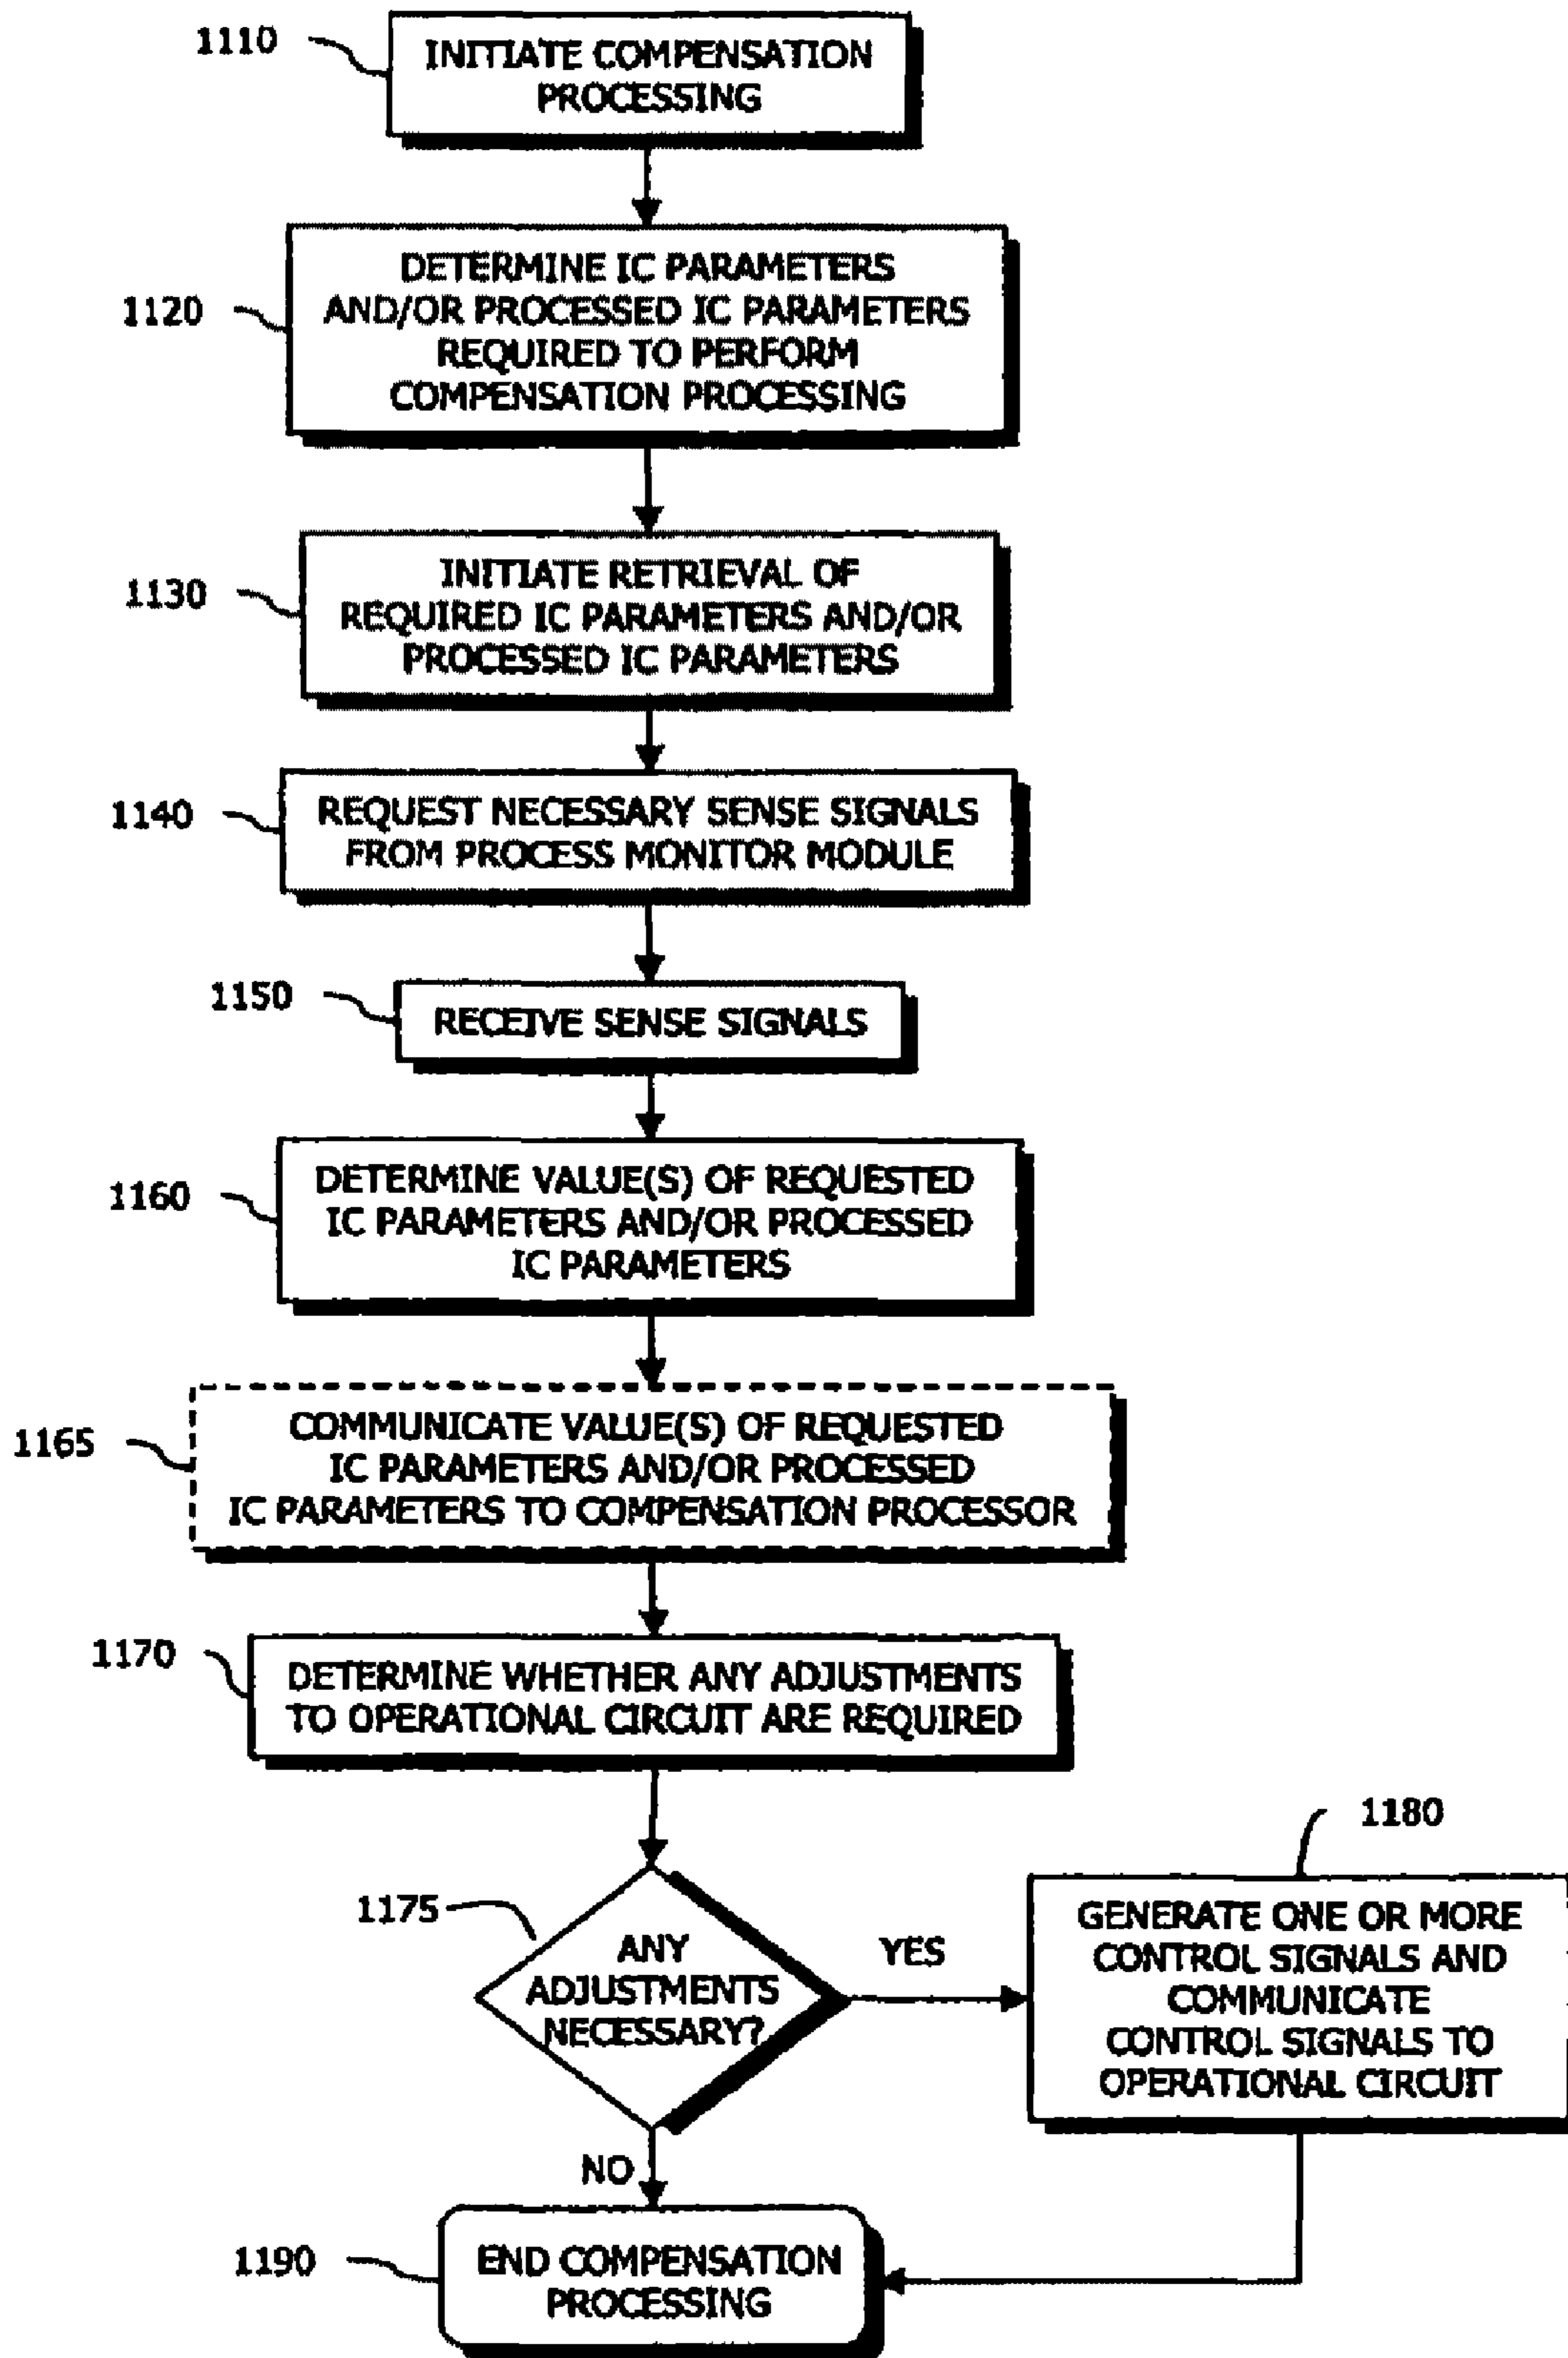 1110
INITIATE COMPENSATION
PROCESSING
1120
DETERMINE IC PARAMETERS
AND/OR PROCESSED IC PARAMETERS
REQUIRED TO PERFORM
COMPENSATION PROCESSING
1130
INITIATE RETRIEVAL OF
REQUIRED IC PARAMETERS AND/OR
PROCESSED IC PARAMETERS
1140
REQUEST NECESSARY SENSE SIGNALS
FROM PROCESS MONITOR MODULE
1150
RECEIVE SENSE SIGNALS
1160
DETERMINE VALUE(S) OF REQUESTED
IC PARAMETERS AND/OR PROCESSED
IC PARAMETERS
1165
COMMUNICATE VALUE(S) OF REQUESTED
IC PARAMETERS AND/OR PROCESSED
IC PARAMETERS TO COMPENSATION PROCESSOR
1170
DETERMINE WHETHER ANY ADJUSTMENTS
TO OPERATIONAL CIRCUIT ARE REQUIRED
1175
ANY
ADJUSTMENTS
NECESSARY?
YES
1180
GENERATE ONE OR MORE
CONTROL SIGNALS AND
COMMUNICATE
CONTROL SIGNALS TO
OPERATIONAL CIRCUIT
NO
1190
END COMPENSATION
PROCESSING